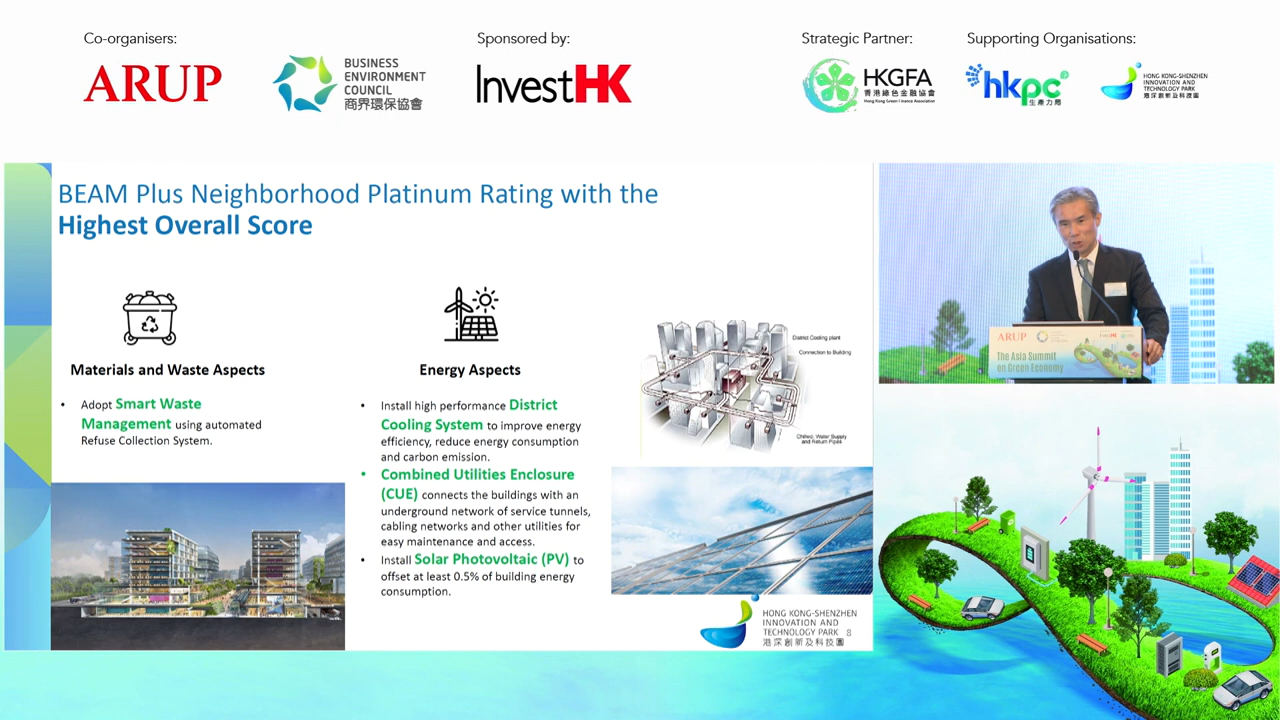 Co-organisers:
ARUP
BUSINESS
ENVIRONMENT
COUNCIL
商界環保協會
Sponsored by:
InvestHK
Strategic Partner:
HKGFA
香港綠色金融協會
Hong Kong Green Finance Association
Supporting Organisations:
hkpc
生產力局
HONG KONG-SHENZHEN
INNOVATION AND
TECHNOLOGY PARK
港深創新及科技園
BEAM Plus Neighborhood Platinum Rating with the
Highest Overall Score
Materials and Waste Aspects
• Adopt Smart Waste
Management using automated
Refuse Collection System.
Energy Aspects
• Install high performance District
Cooling System to improve energy
efficiency, reduce energy consumption
and carbon emission.
• Combined Utilities Enclosure
(CUE) connects the buildings with an
underground network of service tunnels,
cabling networks and other utilities for
easy maintenance and access.
• Install Solar Photovoltaic (PV) to
offset at least 0.5% of building energy
consumption.
District Cooling plant
Connection to Building
Chilled Water Supply
and Return Pipes
HONG KONG-SHENZHEN
INNOVATION AND
TECHNOLOGY PARK 8
港深創新及科技園
ARUP
The Asia Summit
on Green Economy